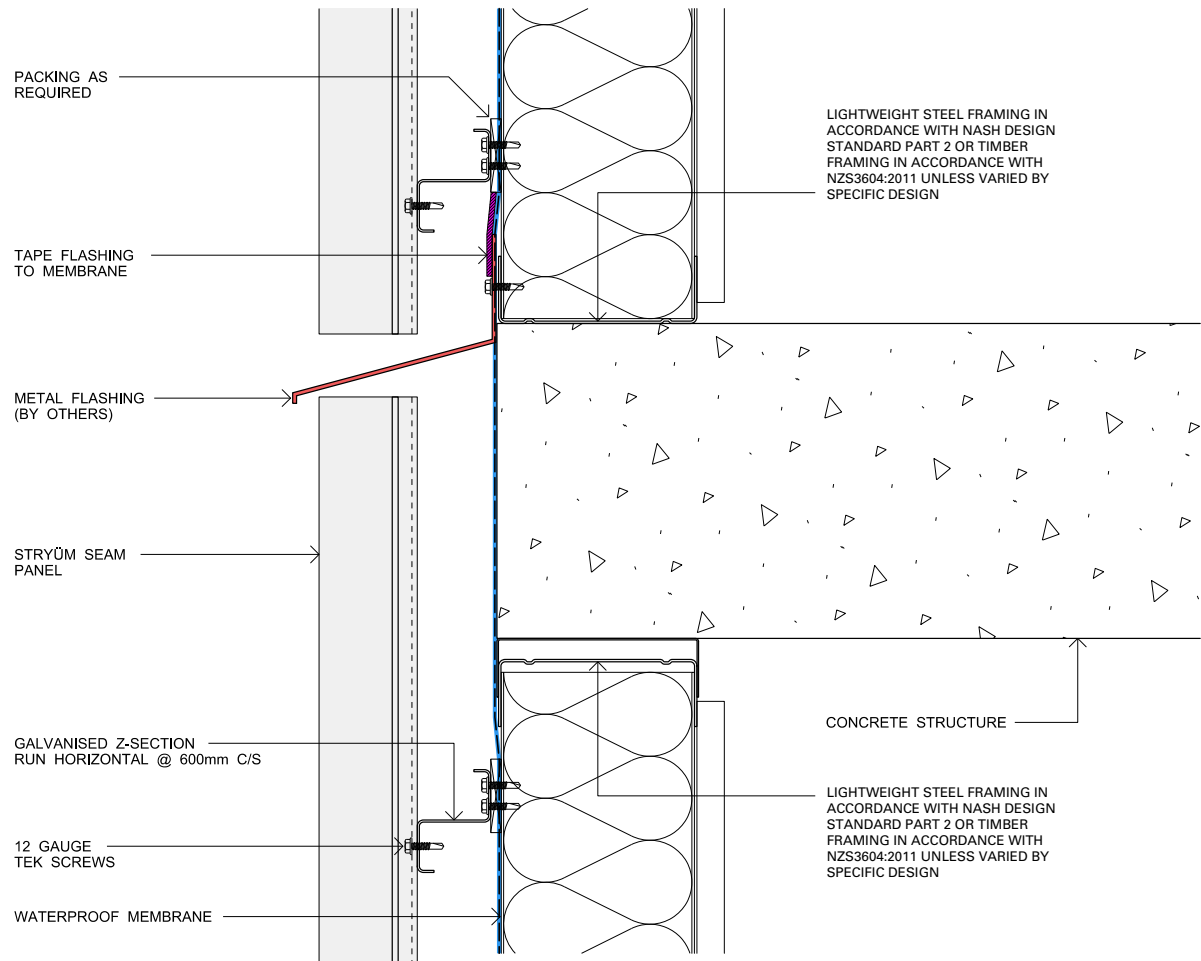 PACKING AS
REQUIRED
TAPE FLASHING
TO MEMBRANE
METAL FLASHING
(BY OTHERS)
STRYÜM SEAM
PANEL
GALVANISED Z-SECTION
RUN HORIZONTAL @ 600mm C/S
12 GAUGE
TEK SCREWS
WATERPROOF MEMBRANE
LIGHTWEIGHT STEEL FRAMING IN
ACCORDANCE WITH NASH DESIGN
STANDARD PART 2 OR TIMBER
FRAMING IN ACCORDANCE WITH
NZS3604:2011 UNLESS VARIED BY
SPECIFIC DESIGN
CONCRETE STRUCTURE
LIGHTWEIGHT STEEL FRAMING IN
ACCORDANCE WITH NASH DESIGN
STANDARD PART 2 OR TIMBER
FRAMING IN ACCORDANCE WITH
NZS3604:2011 UNLESS VARIED BY
SPECIFIC DESIGN